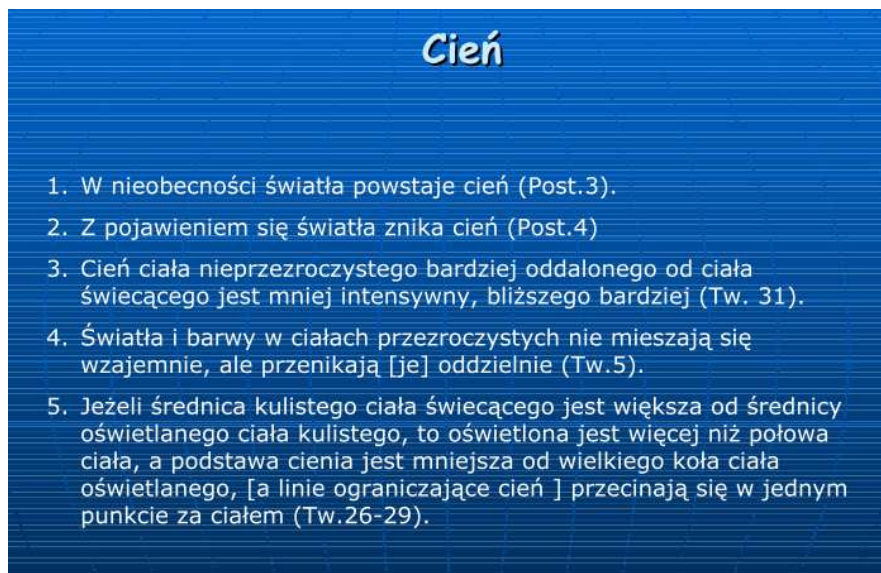 Cień
1. W nieobecności światła powstaje cień (Post.3).
2. Z pojawieniem się światła znika cień (Post.4)
3. Cień ciała nieprzezroczystego bardziej oddalonego od ciała
świecącego jest mniej intensywny, bliższego bardziej (Tw. 31).
4. Światła i barwy w ciałach przezroczystych nie mieszają się
wzajemnie, ale przenikają [je] oddzielnie (Tw.5).
5. Jeżeli średnica kulistego ciała świecącego jest większa od średnicy
oświetlanego ciała kulistego, to oświetlona jest więcej niż połowa
ciała, a podstawa cienia jest mniejsza od wielkiego koła ciała
oświetlanego, [a linie ograniczające cień ] przecinają się w jednym
punkcie za ciałem (Tw.26-29).